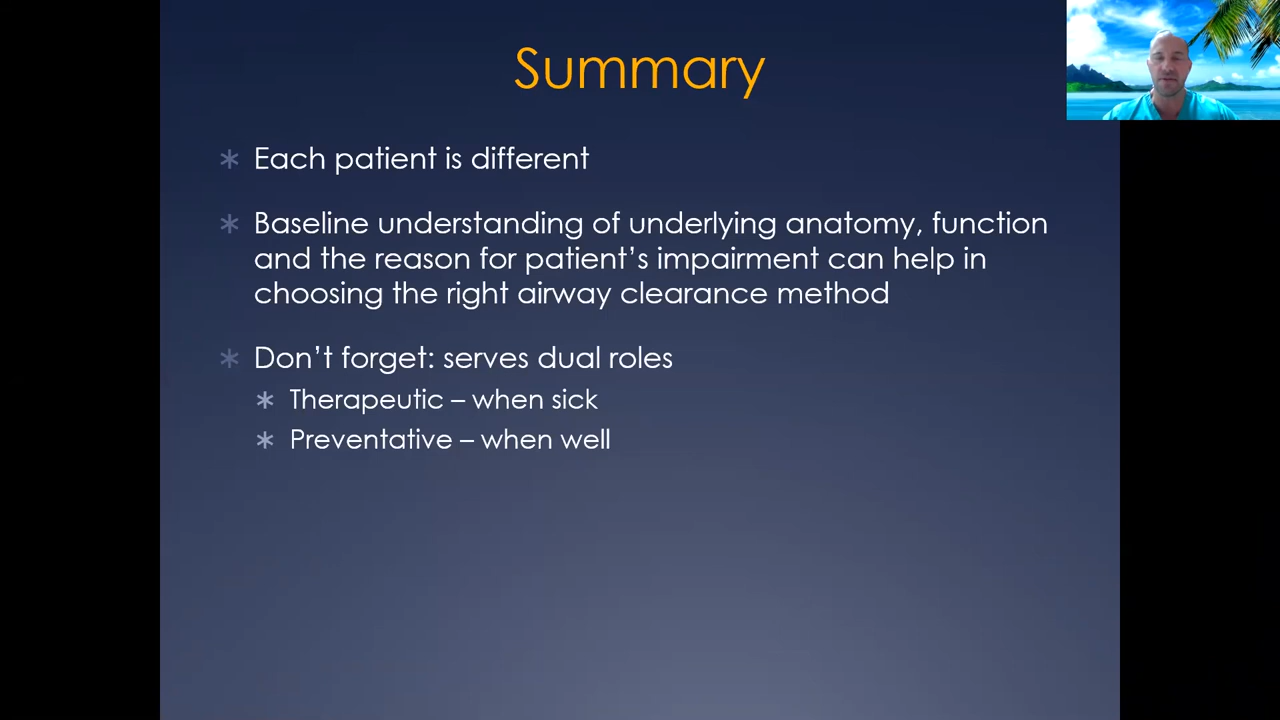 Summary
* Each patient is different
* Baseline understanding of underlying anatomy, function
and the reason for patient’s impairment can help in
choosing the right airway clearance method
* Don’t forget: serves dual roles
* Therapeutic – when sick
* Preventative – when well